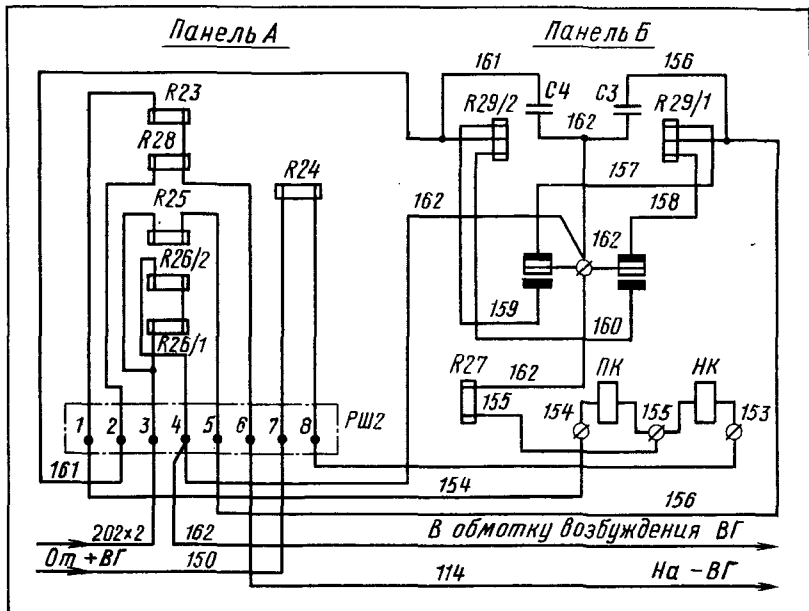 Панель А
Панель Б
161
156
R23
C4
C3
R29/2
R29/1
162
R28
157
R24
R25
158
162
162
R26/2
159
160
R26/1
R27
162
ПК
НК
155
154
155
153
1 2 3 4 5 6 7 8
РШ2
161
154
156
202×2
162
В обмотку возбуждения ВГ
От +ВГ
150
114
На -ВГ